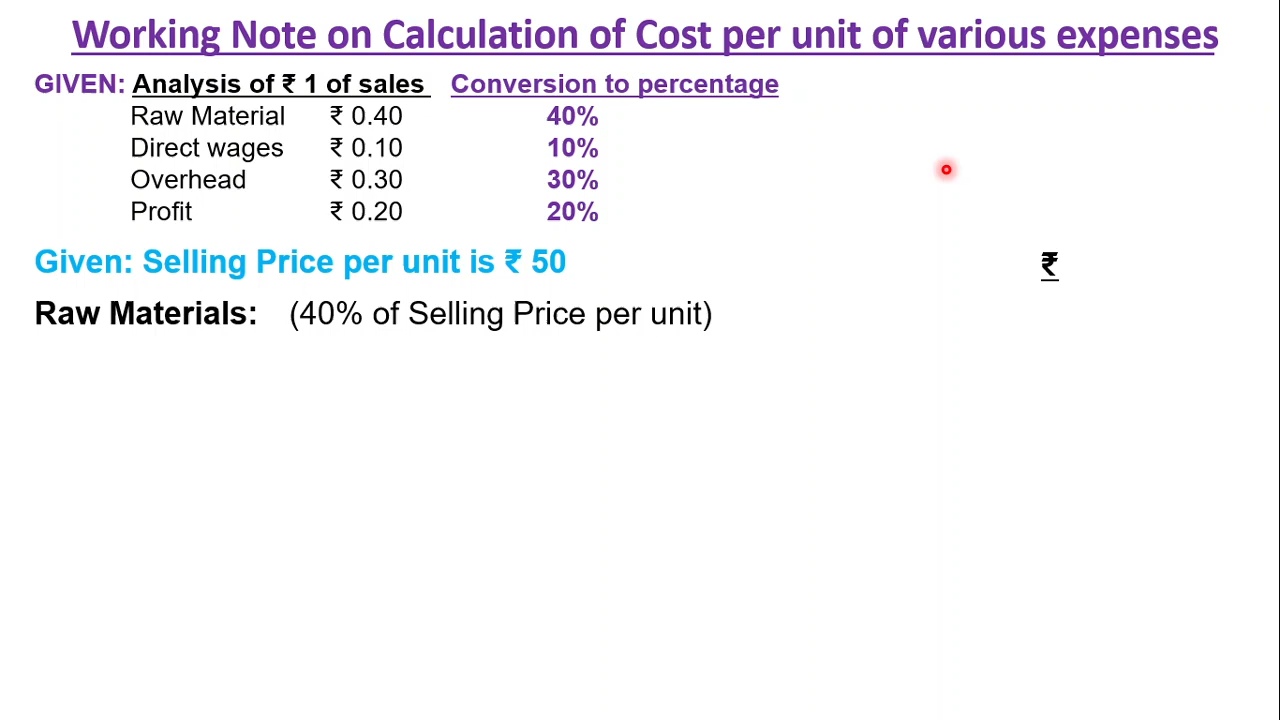 Working Note on Calculation of Cost per unit of various expenses
GIVEN: Analysis of ₹ 1 of sales Conversion to percentage
Raw Material ₹ 0.40 40%
Direct wages ₹ 0.10 10%
Overhead ₹ 0.30 30%
Profit ₹ 0.20 20%
Given: Selling Price per unit is ₹ 50 ₹
Raw Materials: (40% of Selling Price per unit)